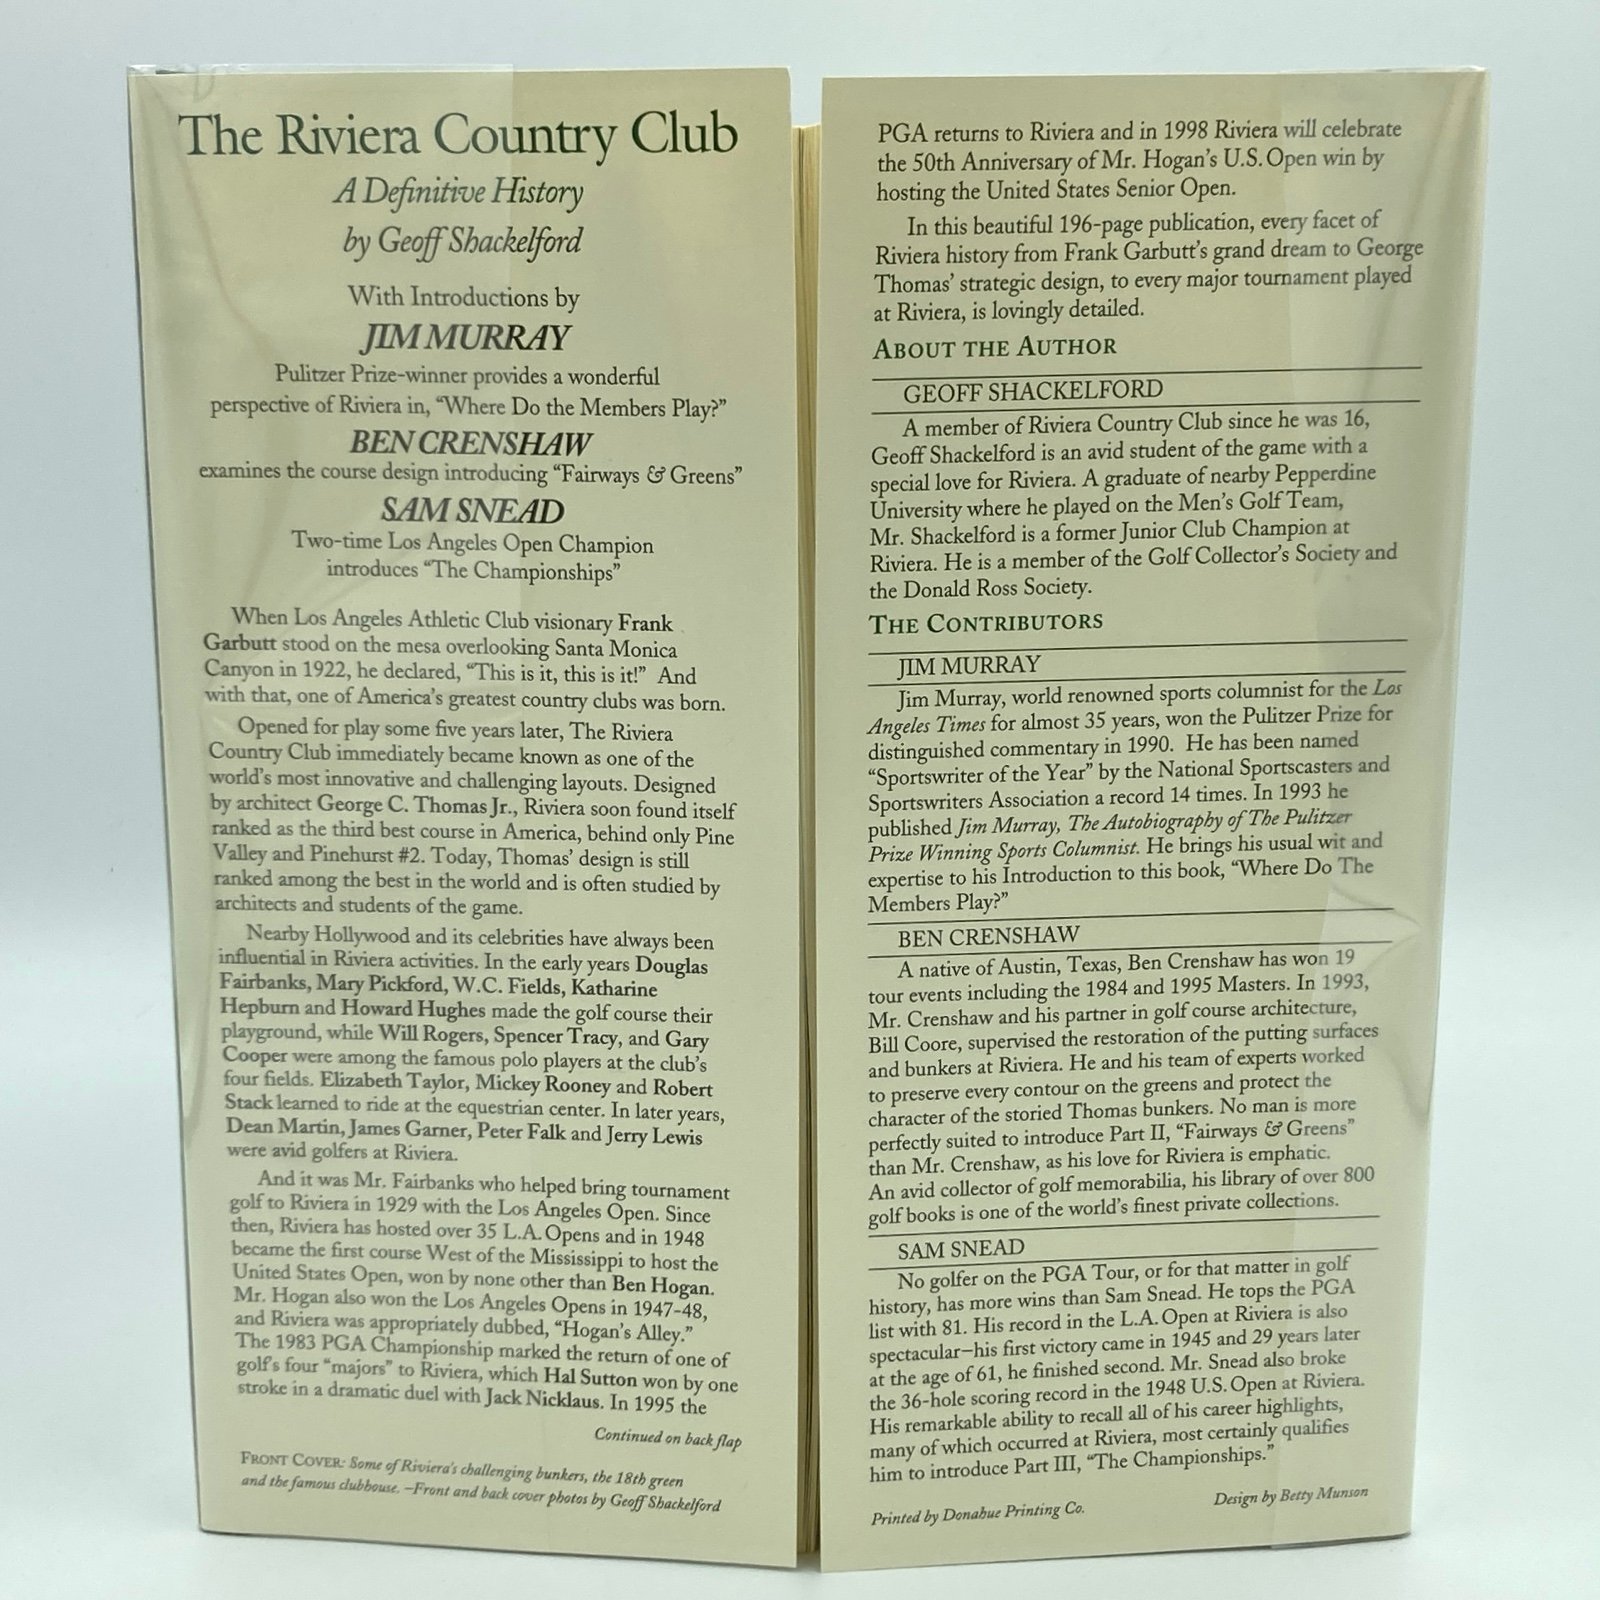 The Riviera Country Club
A Definitive History
by Geoff Shackelford
With Introductions by
JIM MURRAY
Pulitzer Prize-winner provides a wonderful
perspective of Riviera in, “Where Do the Members Play?”
BEN CRENSHAW
examines the course design introducing “Fairways & Greens”
SAM SNEAD
Two-time Los Angeles Open Champion
introduces “The Championships”
When Los Angeles Athletic Club visionary Frank
Garbutt stood on the mesa overlooking Santa Monica
Canyon in 1922, he declared, “This is it, this is it!” And
with that, one of America’s greatest country clubs was born.
Opened for play some five years later, The Riviera
Country Club immediately became known as one of the
world’s most innovative and challenging layouts. Designed
by architect George C. Thomas Jr., Riviera soon found itself
ranked as the third best course in America, behind only Pine
Valley and Pinehurst #2. Today, Thomas’ design is still
ranked among the best in the world and is often studied by
architects and students of the game.
Nearby Hollywood and its celebrities have always been
influential in Riviera activities. In the early years Douglas
Fairbanks, Mary Pickford, W.C. Fields, Katharine
Hepburn and Howard Hughes made the golf course their
playground, while Will Rogers, Spencer Tracy, and Gary
Cooper were among the famous polo players at the club’s
four fields. Elizabeth Taylor, Mickey Rooney and Robert
Stack learned to ride at the equestrian center. In later years,
Dean Martin, James Garner, Peter Falk and Jerry Lewis
were avid golfers at Riviera.
And it was Mr. Fairbanks who helped bring tournament
golf to Riviera in 1929 with the Los Angeles Open. Since
then, Riviera has hosted over 35 L.A. Opens and in 1948
became the first course West of the Mississippi to host the
United States Open, won by none other than Ben Hogan.
Mr. Hogan also won the Los Angeles Opens in 1947-48,
and Riviera was appropriately dubbed, “Hogan’s Alley.”
The 1983 PGA Championship marked the return of one of
golf’s four “majors” to Riviera, which Hal Sutton won by one
stroke in a dramatic duel with Jack Nicklaus. In 1995 the
Continued on back flap
FRONT COVER: Some of Riviera’s challenging bunkers, the 18th green
and the famous clubhouse. –Front and back cover photos by Geoff Shackelford
PGA returns to Riviera and in 1998 Riviera will celebrate
the 50th Anniversary of Mr. Hogan’s U.S. Open win by
hosting the United States Senior Open.
In this beautiful 196-page publication, every facet of
Riviera history from Frank Garbutt’s grand dream to George
Thomas’ strategic design, to every major tournament played
at Riviera, is lovingly detailed.
ABOUT THE AUTHOR
GEOFF SHACKELFORD
A member of Riviera Country Club since he was 16,
Geoff Shackelford is an avid student of the game with a
special love for Riviera. A graduate of nearby Pepperdine
University where he played on the Men’s Golf Team,
Mr. Shackelford is a former Junior Club Champion at
Riviera. He is a member of the Golf Collector’s Society and
the Donald Ross Society.
THE CONTRIBUTORS
JIM MURRAY
Jim Murray, world renowned sports columnist for the Los
Angeles Times for almost 35 years, won the Pulitzer Prize for
distinguished commentary in 1990. He has been named
“Sportswriter of the Year” by the National Sportscasters and
Sportswriters Association a record 14 times. In 1993 he
published Jim Murray, The Autobiography of The Pulitzer
Prize Winning Sports Columnist. He brings his usual wit and
expertise to his Introduction to this book, “Where Do The
Members Play?”
BEN CRENSHAW
A native of Austin, Texas, Ben Crenshaw has won 19
tour events including the 1984 and 1995 Masters. In 1993,
Mr. Crenshaw and his partner in golf course architecture,
Bill Coore, supervised the restoration of the putting surfaces
and bunkers at Riviera. He and his team of experts worked
to preserve every contour on the greens and protect the
character of the storied Thomas bunkers. No man is more
perfectly suited to introduce Part II, “Fairways & Greens”
than Mr. Crenshaw, as his love for Riviera is emphatic.
An avid collector of golf memorabilia, his library of over 800
golf books is one of the world’s finest private collections.
SAM SNEAD
No golfer on the PGA Tour, or for that matter in golf
history, has more wins than Sam Snead. He tops the PGA
list with 81. His record in the L.A. Open at Riviera is also
spectacular–his first victory came in 1945 and 29 years later
at the age of 61, he finished second. Mr. Snead also broke
the 36-hole scoring record in the 1948 U.S. Open at Riviera.
His remarkable ability to recall all of his career highlights,
many of which occurred at Riviera, most certainly qualifies
him to introduce Part III, “The Championships.”
Printed by Donahue Printing Co.
Design by Betty Munson